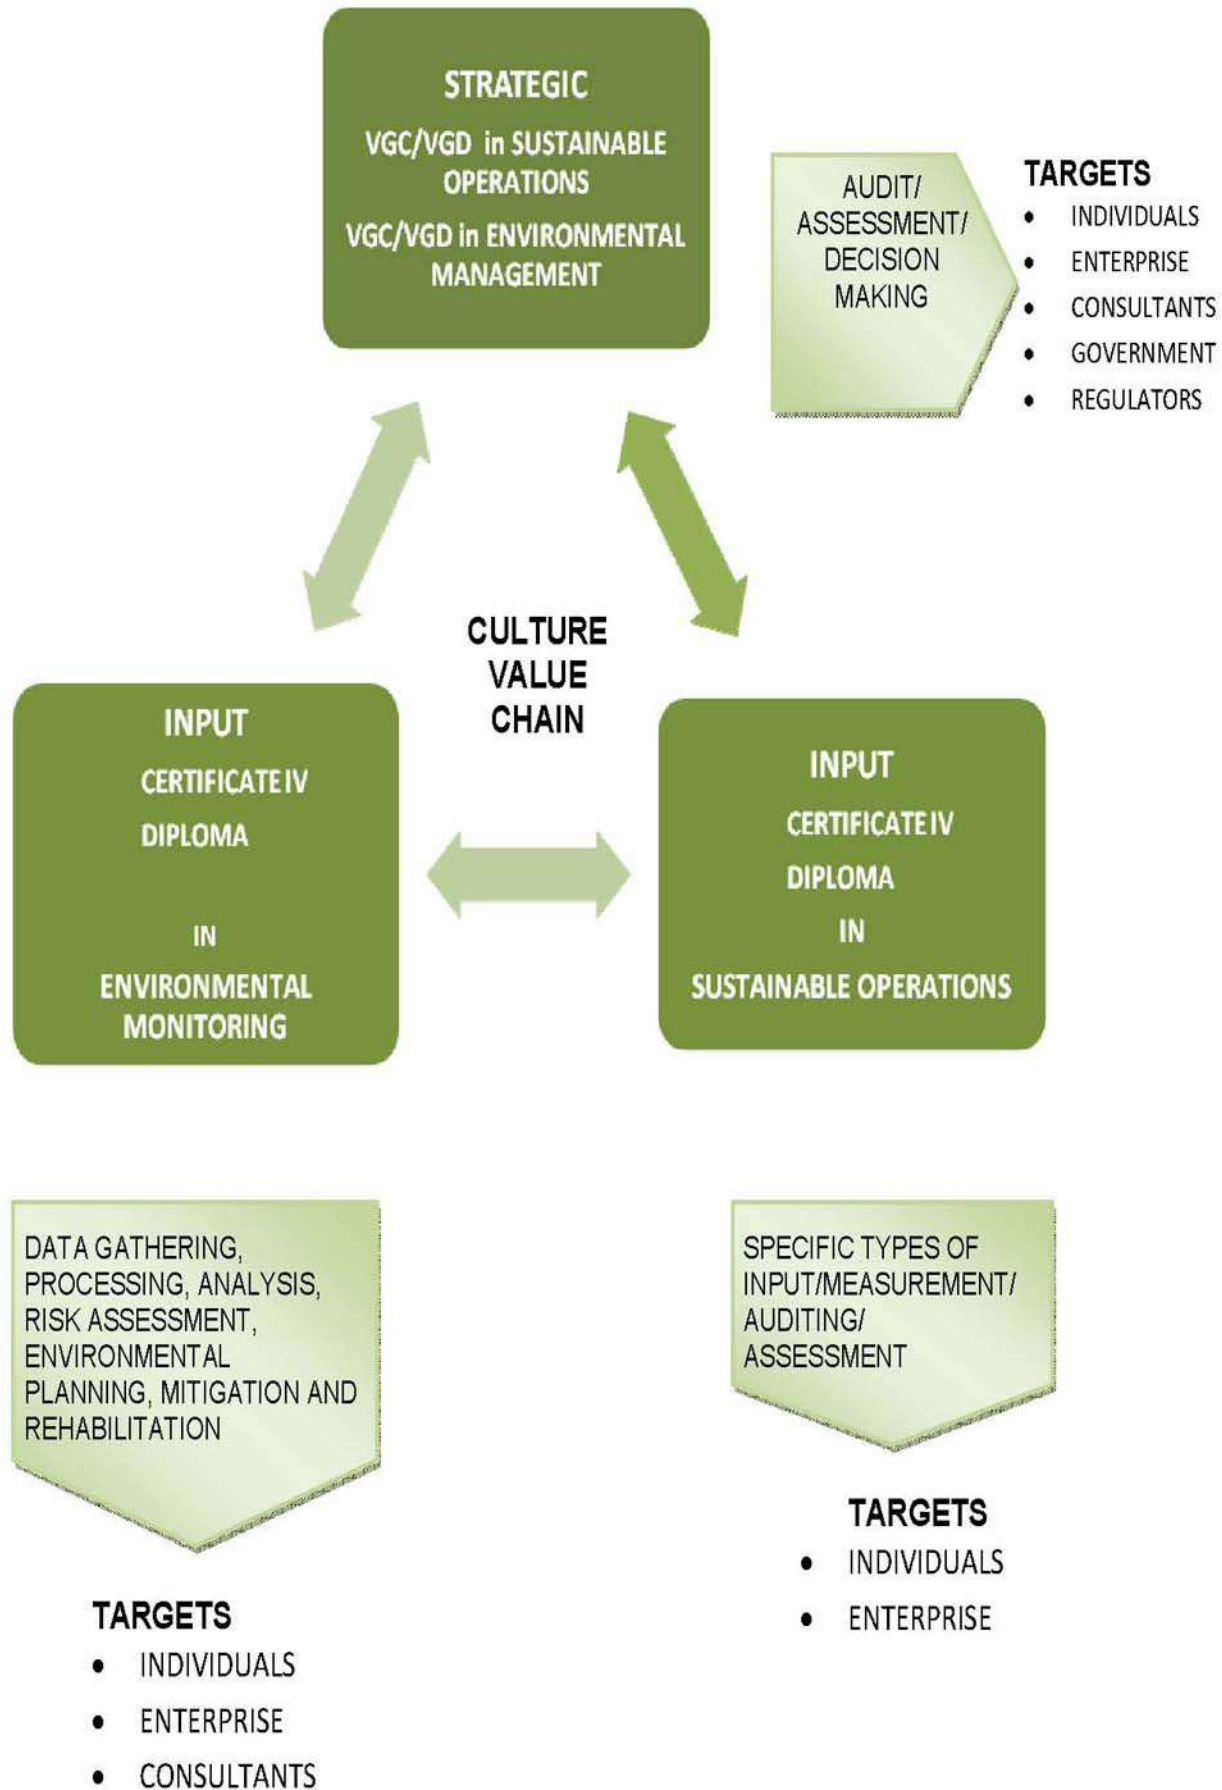 STRATEGIC
VGC/VGD in SUSTAINABLE
OPERATIONS
VGC/VGD in ENVIRONMENTAL
MANAGEMENT
AUDIT/
ASSESSMENT/
DECISION
MAKING
TARGETS
• INDIVIDUALS
• ENTERPRISE
• CONSULTANTS
• GOVERNMENT
• REGULATORS
CULTURE
VALUE
CHAIN
INPUT
CERTIFICATE IV
DIPLOMA
IN
ENVIRONMENTAL
MONITORING
INPUT
CERTIFICATE IV
DIPLOMA
IN
SUSTAINABLE OPERATIONS
DATA GATHERING,
PROCESSING, ANALYSIS,
RISK ASSESSMENT,
ENVIRONMENTAL
PLANNING, MITIGATION AND
REHABILITATION
TARGETS
• INDIVIDUALS
• ENTERPRISE
• CONSULTANTS
SPECIFIC TYPES OF
INPUT/MEASUREMENT/
AUDITING/
ASSESSMENT
TARGETS
• INDIVIDUALS
• ENTERPRISE